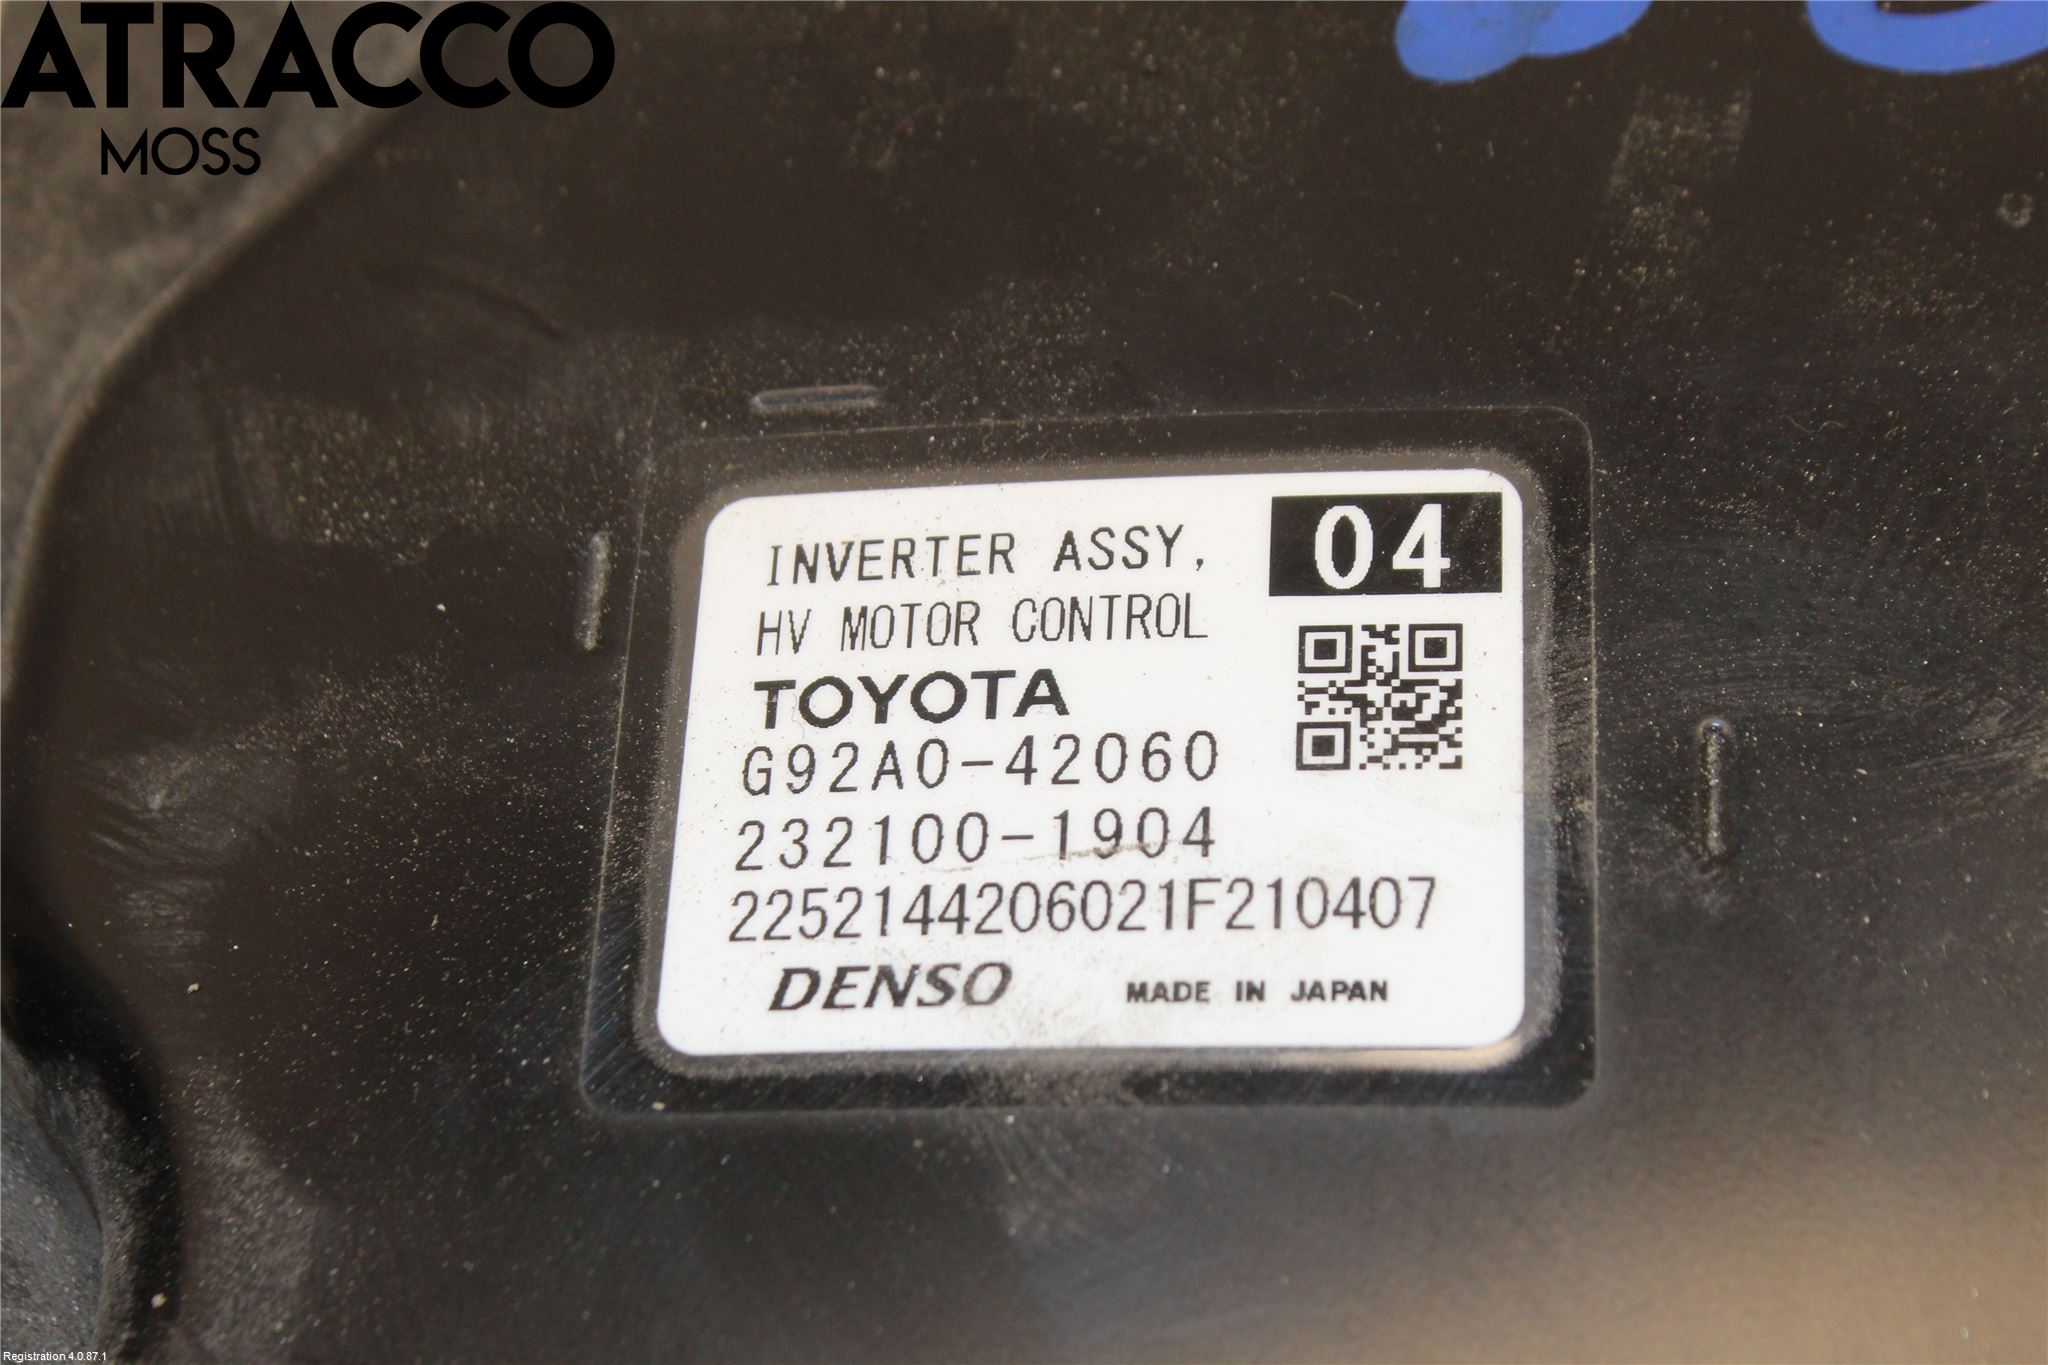 ATRACCO
MOSS
INVERTER ASSY,
04
HV MOTOR CONTROL
TOYOTA
G92A0-42060
232100-1904
2252144206021F210407
DENSO MADE IN JAPAN
Registration 4.0.87.1